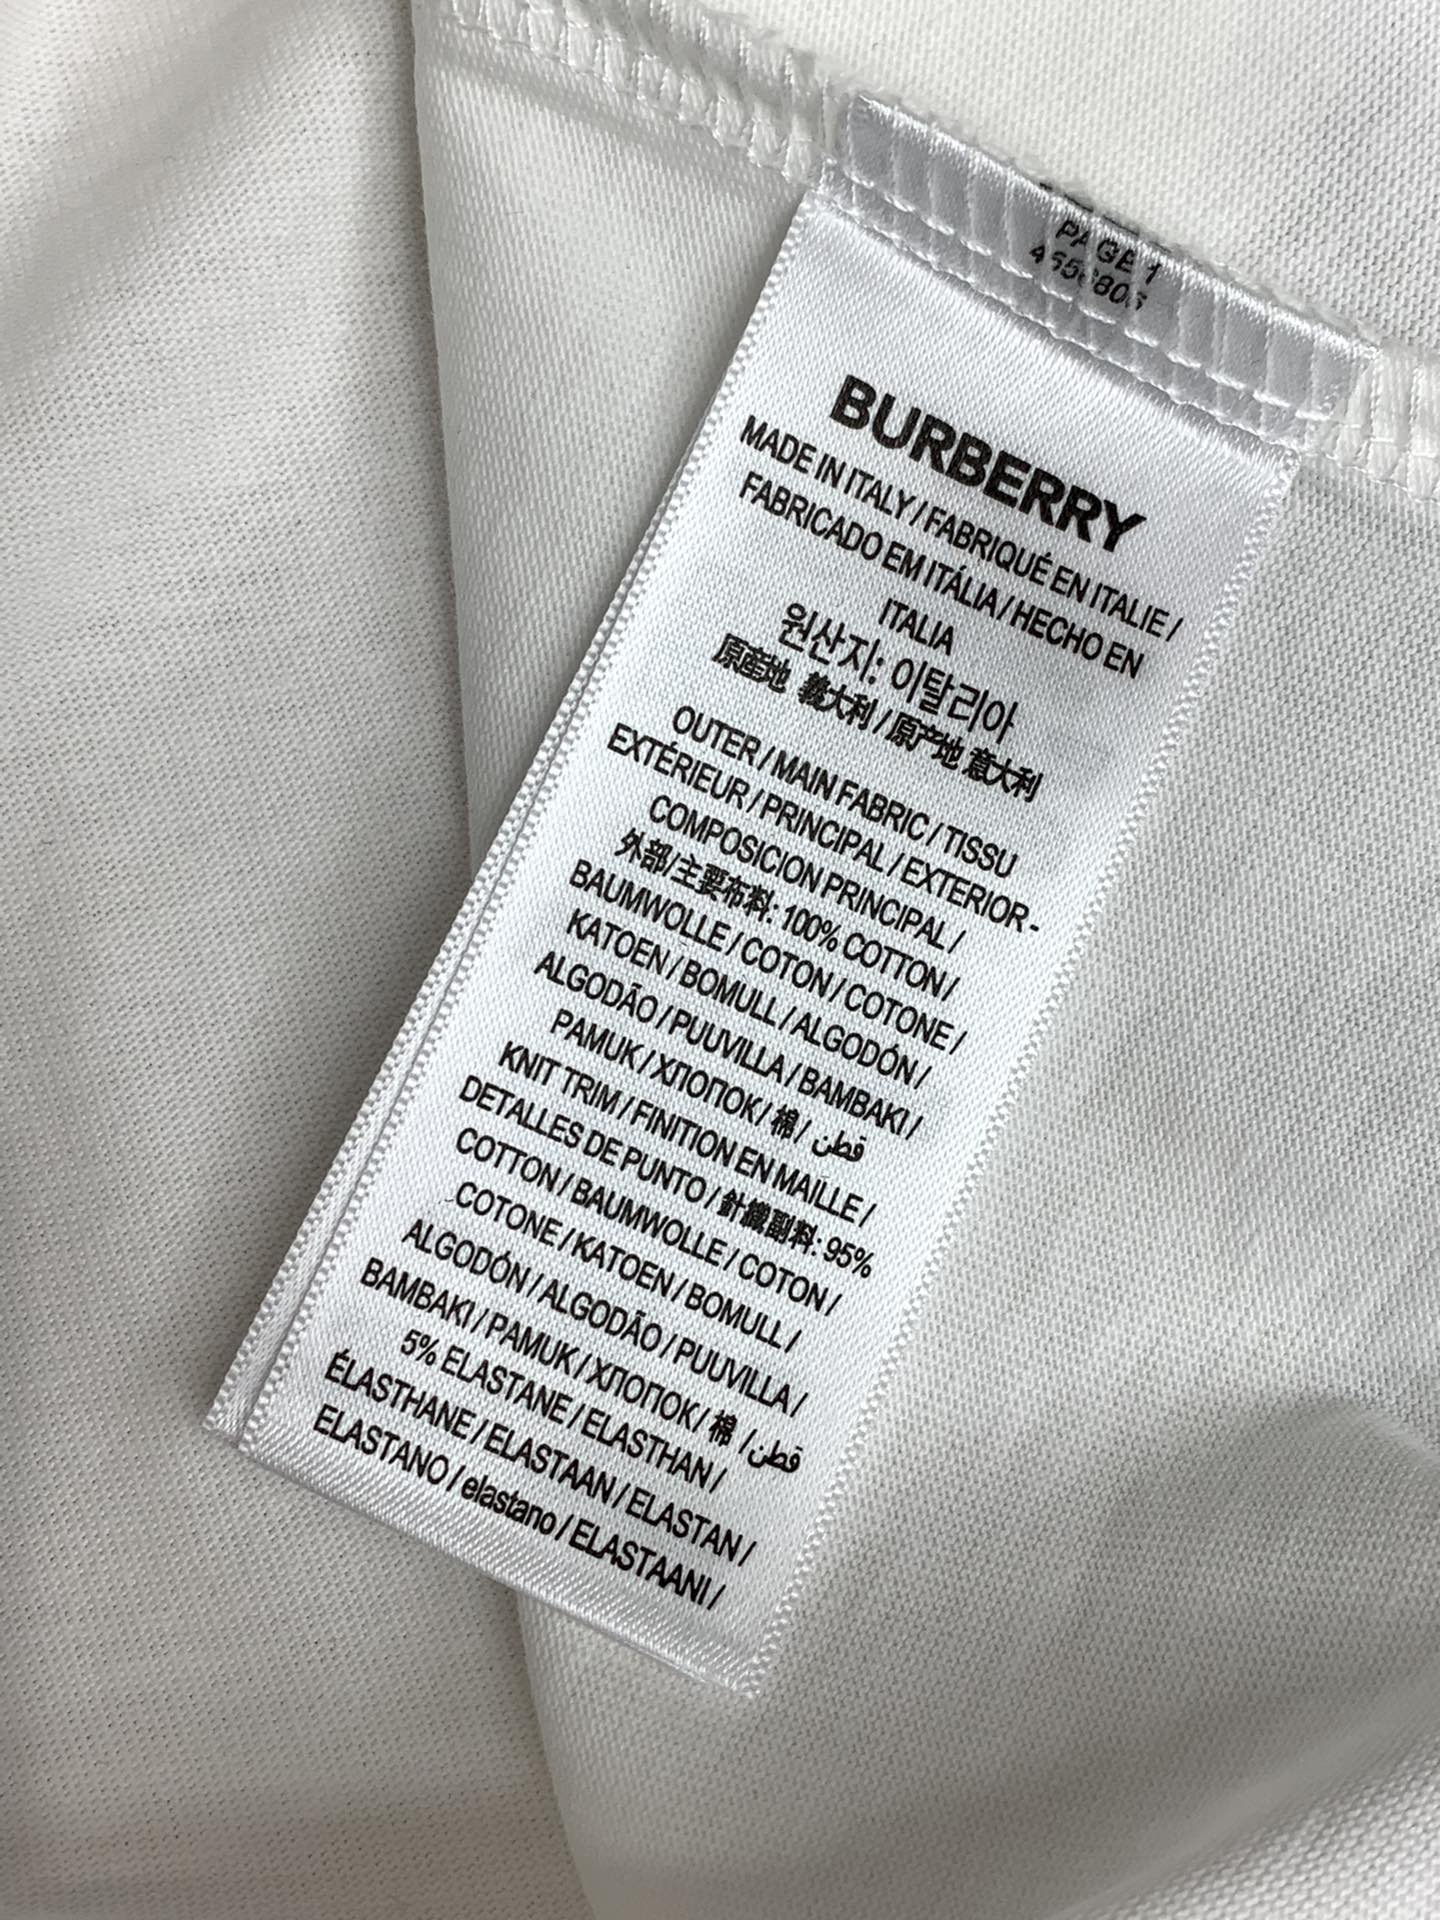 PAGE 1
BURBERRY
MADE IN ITALY / FABRIQUÉ EN ITALIE /
FABRICADO EM ITÁLIA / HECHO EN
ITALIA
원산지: 이탈리아
原產地 義大利 / 原产地 意大利
OUTER / MAIN FABRIC / TISSU
EXTÉRIEUR / PRINCIPAL / EXTERIOR -
COMPOSICION PRINCIPAL /
外部/主要布料: 100% COTTON /
BAUMWOLLE / COTON / COTONE /
KATOEN / BOMULL / ALGODÓN /
ALGODÃO / PUUVILLA / BAMBAKI /
PAMUK / ХЛОПОК / 棉 / قطن
KNIT TRIM / FINITION EN MAILLE /
DETALLES DE PUNTO / 針織副料: 95%
COTTON / BAUMWOLLE / COTON /
COTONE / KATOEN / BOMULL /
ALGODÓN / ALGODÃO / PUUVILLA /
BAMBAKI / PAMUK / ХЛОПОК / 棉 / قطن
5% ELASTANE / ELASTHAN /
ÉLASTHANE / ELASTAAN / ELASTAN /
ELASTANO / elastano / ELASTAANI /